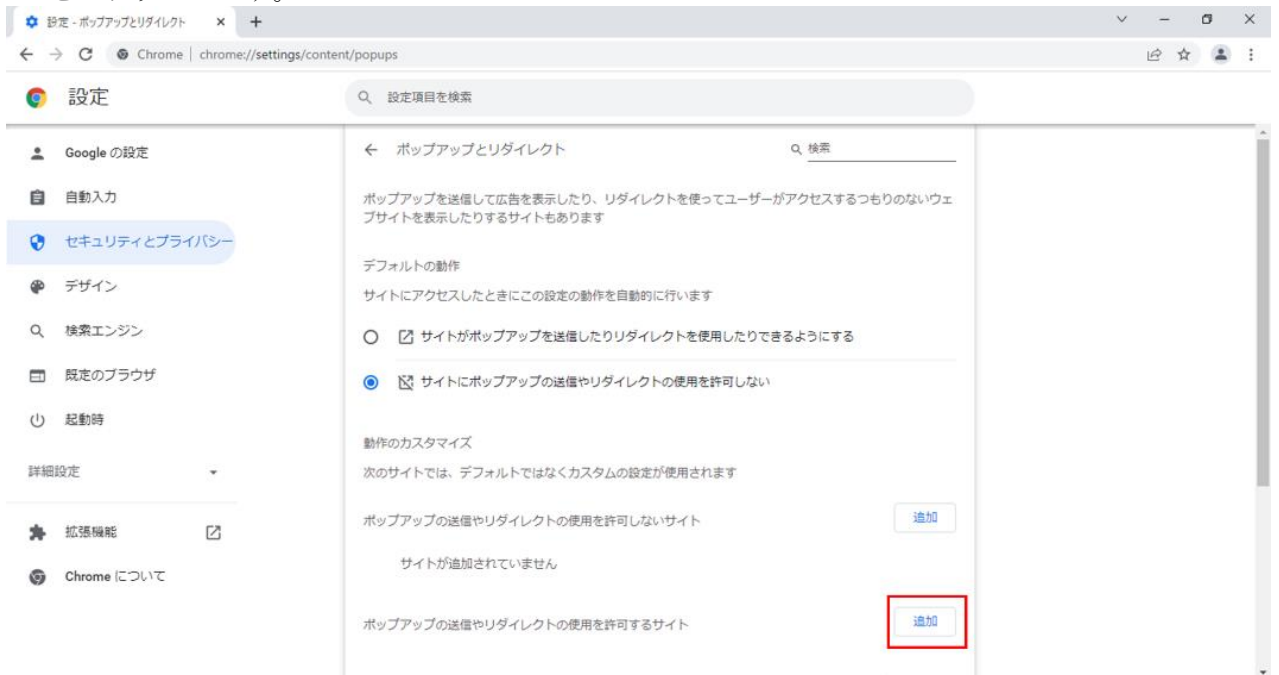 設定 - ポップアップとリダイレクト
Chrome | chrome://settings/content/popups
設定
設定項目を検索
Google の設定
自動入力
セキュリティとプライバシー
デザイン
検索エンジン
既定のブラウザ
起動時
詳細設定
拡張機能
Chrome について
ポップアップとリダイレクト
検索
ポップアップを送信して広告を表示したり、リダイレクトを使ってユーザーがアクセスするつもりのないウェ
ブサイトを表示したりするサイトもあります
デフォルトの動作
サイトにアクセスしたときにこの設定の動作を自動的に行います
サイトがポップアップを送信したりリダイレクトを使用したりできるようにする
サイトにポップアップの送信やリダイレクトの使用を許可しない
動作のカスタマイズ
次のサイトでは、デフォルトではなくカスタムの設定が使用されます
ポップアップの送信やリダイレクトの使用を許可しないサイト
追加
サイトが追加されていません
ポップアップの送信やリダイレクトの使用を許可するサイト
追加